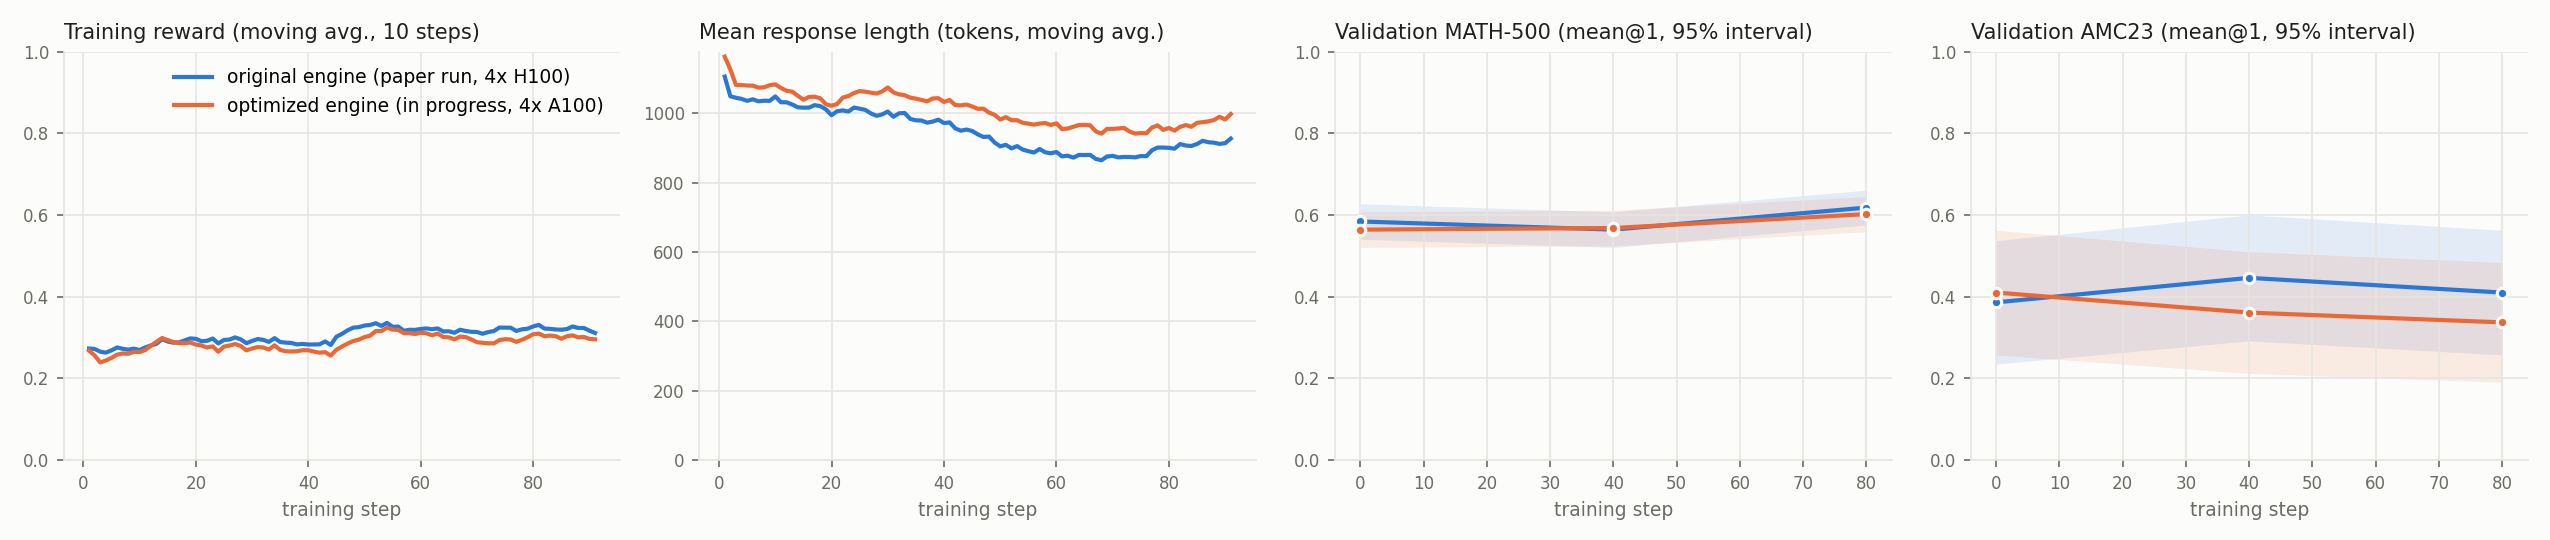 Training reward (moving avg., 10 steps)
1.0
0.8
0.6
0.4
0.2
0.0
original engine (paper run, 4x H100)
optimized engine (in progress, 4x A100)
0 20 40 60 80
training step
Mean response length (tokens, moving avg.)
1000
800
600
400
200
0
0 20 40 60 80
training step
Validation MATH-500 (mean@1, 95% interval)
1.0
0.8
0.6
0.4
0.2
0.0
0 10 20 30 40 50 60 70 80
training step
Validation AMC23 (mean@1, 95% interval)
1.0
0.8
0.6
0.4
0.2
0.0
0 10 20 30 40 50 60 70 80
training step